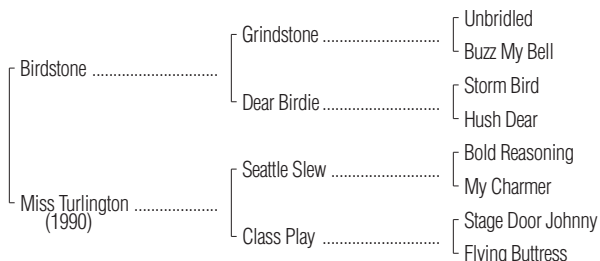 Unbridled
Grindstone ..............................
Buzz My Bell
Birdstone ................................
Storm Bird
Dear Birdie ..............................
Hush Dear
Bold Reasoning
Seattle Slew ............................
My Charmer
Miss Turlington .....................
(1990)
Stage Door Johnny
Class Play ..............................
Flying Buttress